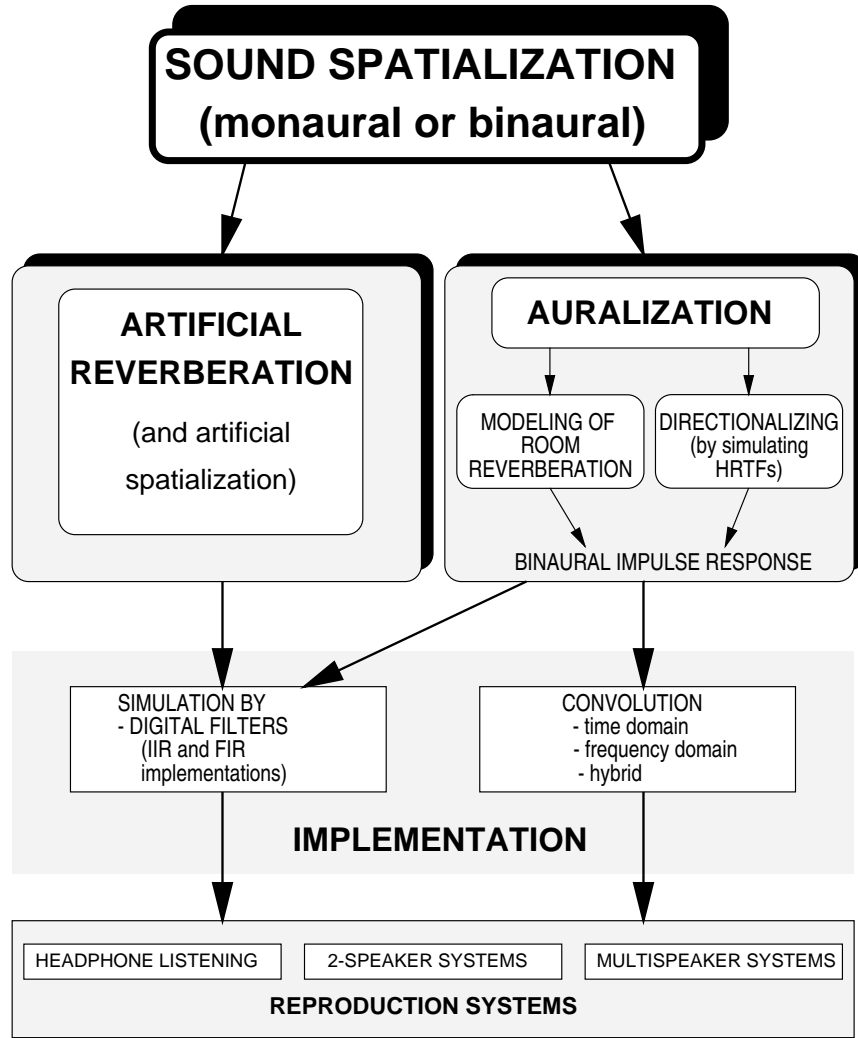 SOUND SPATIALIZATION
(monaural or binaural)
ARTIFICIAL
REVERBERATION
(and artificial
spatialization)
AURALIZATION
MODELING OF
ROOM
REVERBERATION
DIRECTIONALIZING
(by simulating
HRTFs)
BINAURAL IMPULSE RESPONSE
SIMULATION BY
- DIGITAL FILTERS
(IIR and FIR
implementations)
CONVOLUTION
- time domain
- frequency domain
- hybrid
IMPLEMENTATION
HEADPHONE LISTENING
2-SPEAKER SYSTEMS
MULTISPEAKER SYSTEMS
REPRODUCTION SYSTEMS